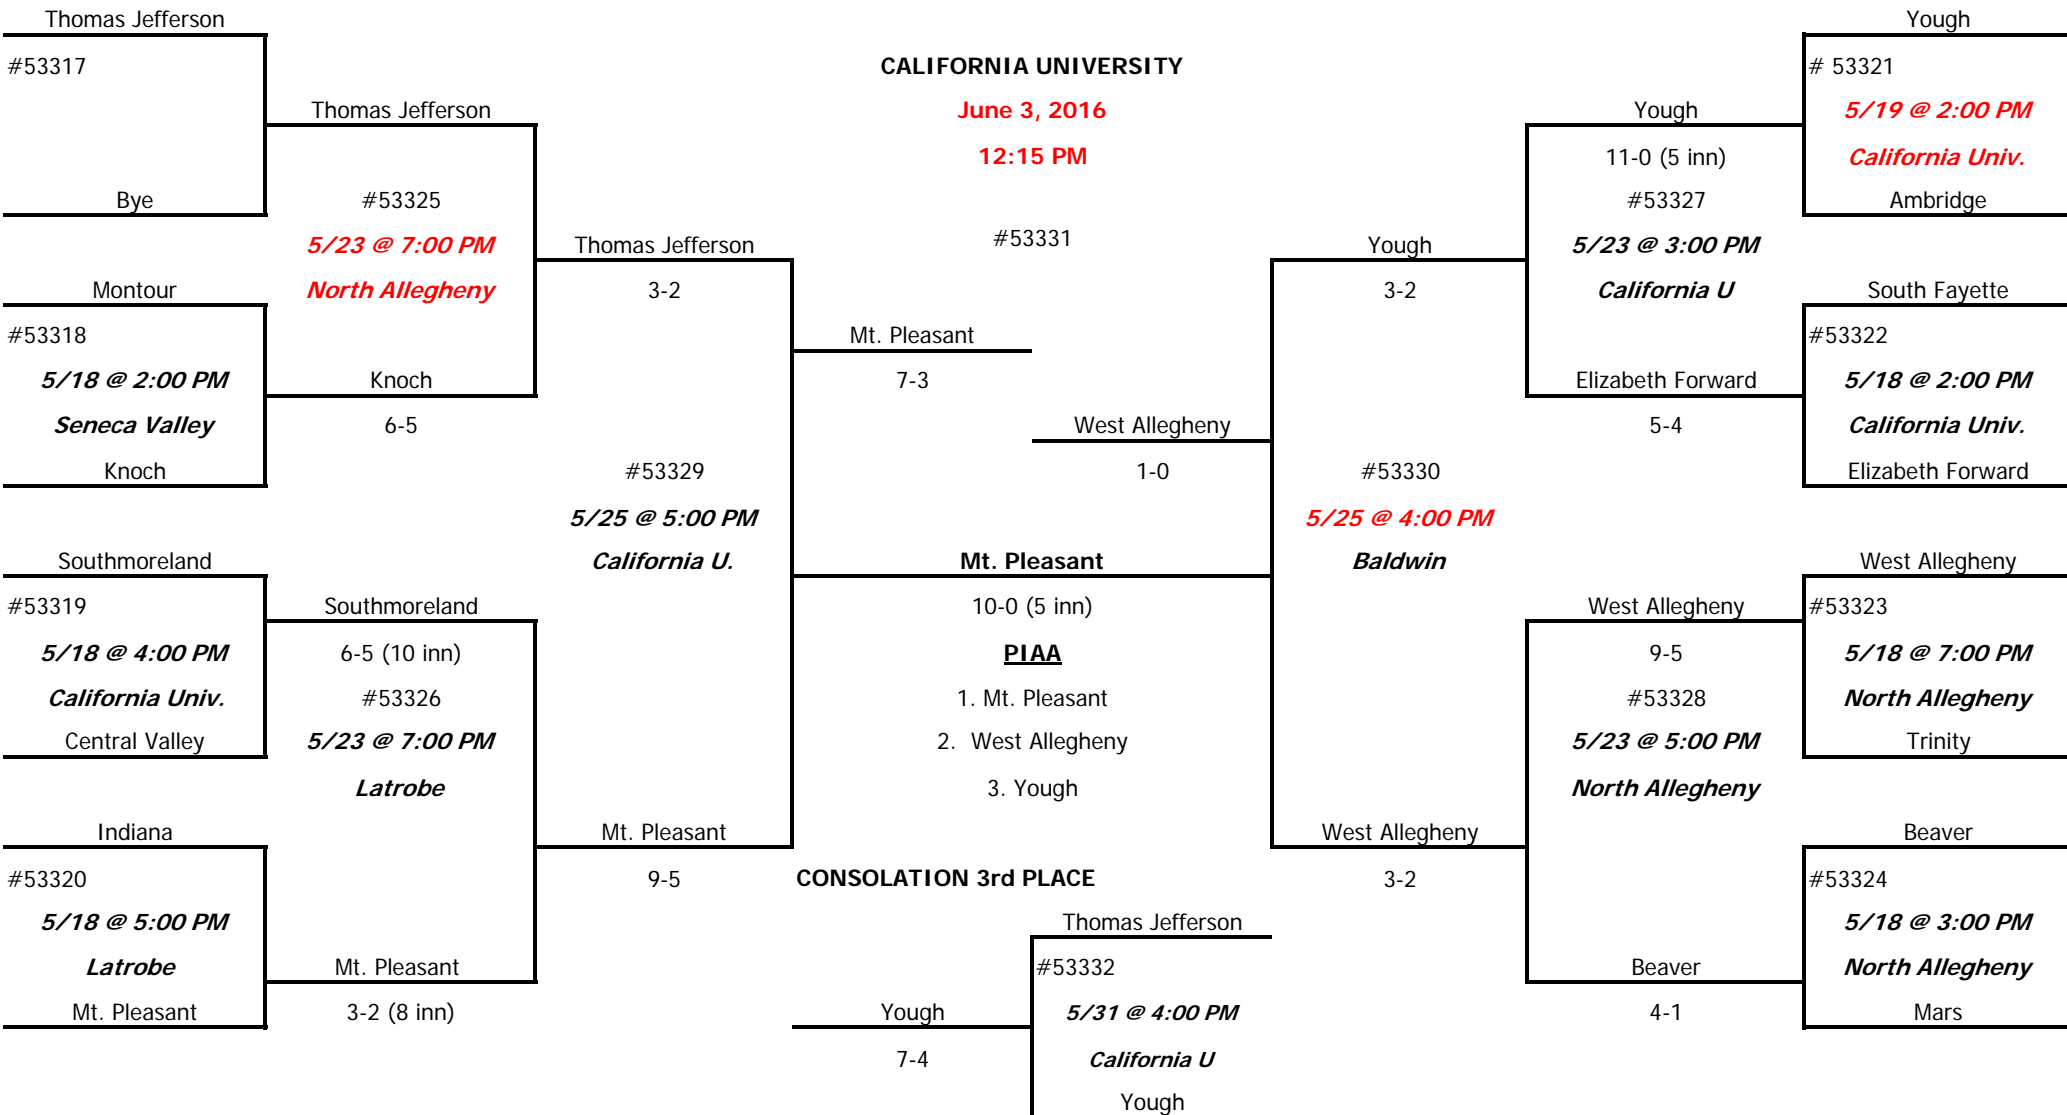 Thomas Jefferson
#53317
Bye
Montour
#53318
5/18 @ 2:00 PM
Seneca Valley
Knoch
Southmoreland
#53319
5/18 @ 4:00 PM
California Univ.
Central Valley
Indiana
#53320
5/18 @ 5:00 PM
Latrobe
Mt. Pleasant
Thomas Jefferson
#53325
5/23 @ 7:00 PM
North Allegheny
Knoch
6-5
Southmoreland
6-5 (10 inn)
#53326
5/23 @ 7:00 PM
Latrobe
Mt. Pleasant
3-2 (8 inn)
Thomas Jefferson
3-2
#53329
5/25 @ 5:00 PM
California U.
Mt. Pleasant
9-5
CALIFORNIA UNIVERSITY
June 3, 2016
12:15 PM
#53331
Mt. Pleasant
7-3
West Allegheny
1-0
Mt. Pleasant
10-0 (5 inn)
PIAA
1. Mt. Pleasant
2. West Allegheny
3. Yough
CONSOLATION 3rd PLACE
Thomas Jefferson
#53332
5/31 @ 4:00 PM
California U
Yough
Yough
7-4
Yough
3-2
#53330
5/25 @ 4:00 PM
Baldwin
West Allegheny
3-2
Yough
11-0 (5 inn)
#53327
5/23 @ 3:00 PM
California U
Elizabeth Forward
5-4
West Allegheny
9-5
#53328
5/23 @ 5:00 PM
North Allegheny
Beaver
4-1
Yough
# 53321
5/19 @ 2:00 PM
California Univ.
Ambridge
South Fayette
#53322
5/18 @ 2:00 PM
California Univ.
Elizabeth Forward
West Allegheny
#53323
5/18 @ 7:00 PM
North Allegheny
Trinity
Beaver
#53324
5/18 @ 3:00 PM
North Allegheny
Mars